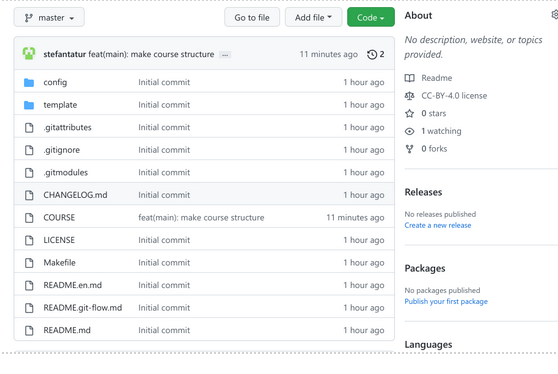 master
Go to file
Add file
Code
stefantatur feat(main): make course structure ... 11 minutes ago 2
config Initial commit 1 hour ago
template Initial commit 1 hour ago
.gitattributes Initial commit 1 hour ago
.gitignore Initial commit 1 hour ago
.gitmodules Initial commit 1 hour ago
CHANGELOG.md Initial commit 1 hour ago
COURSE feat(main): make course structure 11 minutes ago
LICENSE Initial commit 1 hour ago
Makefile Initial commit 1 hour ago
README.en.md Initial commit 1 hour ago
README.git-flow.md Initial commit 1 hour ago
README.md Initial commit 1 hour ago
About
No description, website, or topics
provided.
Readme
CC-BY-4.0 license
0 stars
1 watching
0 forks
Releases
No releases published
Create a new release
Packages
No packages published
Publish your first package
Languages